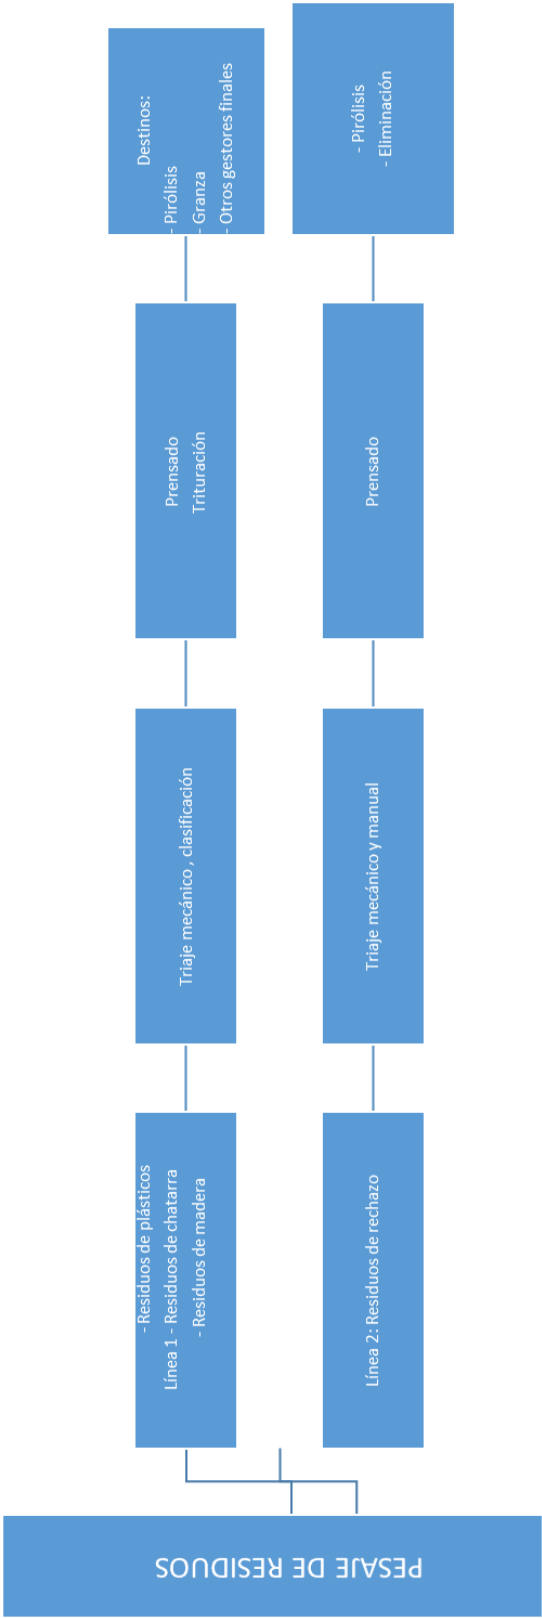 PESAJE DE RESIDUOS
- Residuos de plásticos
Línea 1 - Residuos de chatarra
- Residuos de madera
Triaje mecánico , clasificación
Prensado
Trituración
Destinos:
- Pirólisis
- Granza
- Otros gestores finales
Línea 2: Residuos de rechazo
Triaje mecánico y manual
Prensado
- Pirólisis
- Eliminación